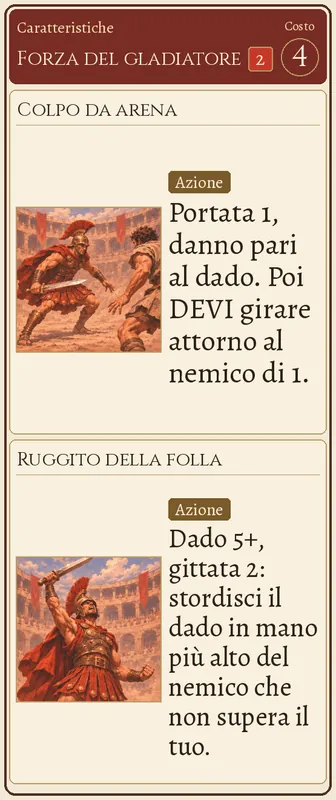 Caratteristiche
Costo
Forza del gladiatore 2 4
Colpo da arena
Azione
Portata 1,
danno pari
al dado. Poi
DEVI girare
attorno al
nemico di 1.
Ruggito della folla
Azione
Dado 5+,
gittata 2:
stordisci il
dado in mano
più alto del
nemico che
non supera il
tuo.